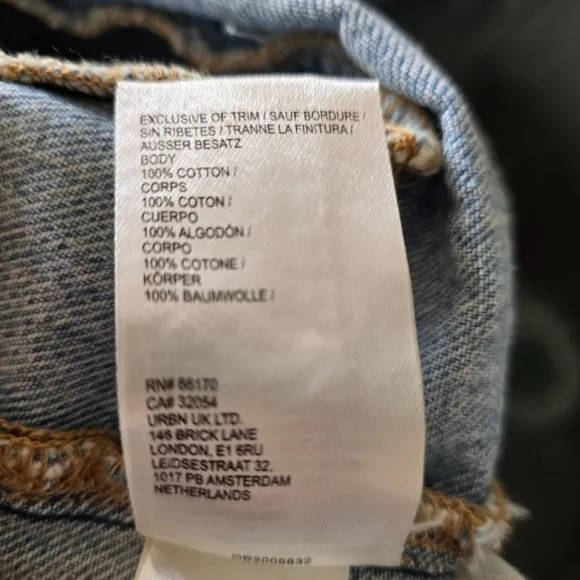 EXCLUSIVE OF TRIM / SAUF BORDURE /
SIN RIBETES / TRANNE LA FINITURA /
AUSSER BESATZ
BODY
100% COTTON /
CORPS
100% COTON /
CUERPO
100% ALGODÓN /
CORPO
100% COTONE /
KÖRPER
100% BAUMWOLLE /
RN# 66170
CA# 32054
URBN UK LTD.
146 BRICK LANE
LONDON, E1 6RU
LEIDSESTRAAT 32,
1017 PB AMSTERDAM
NETHERLANDS